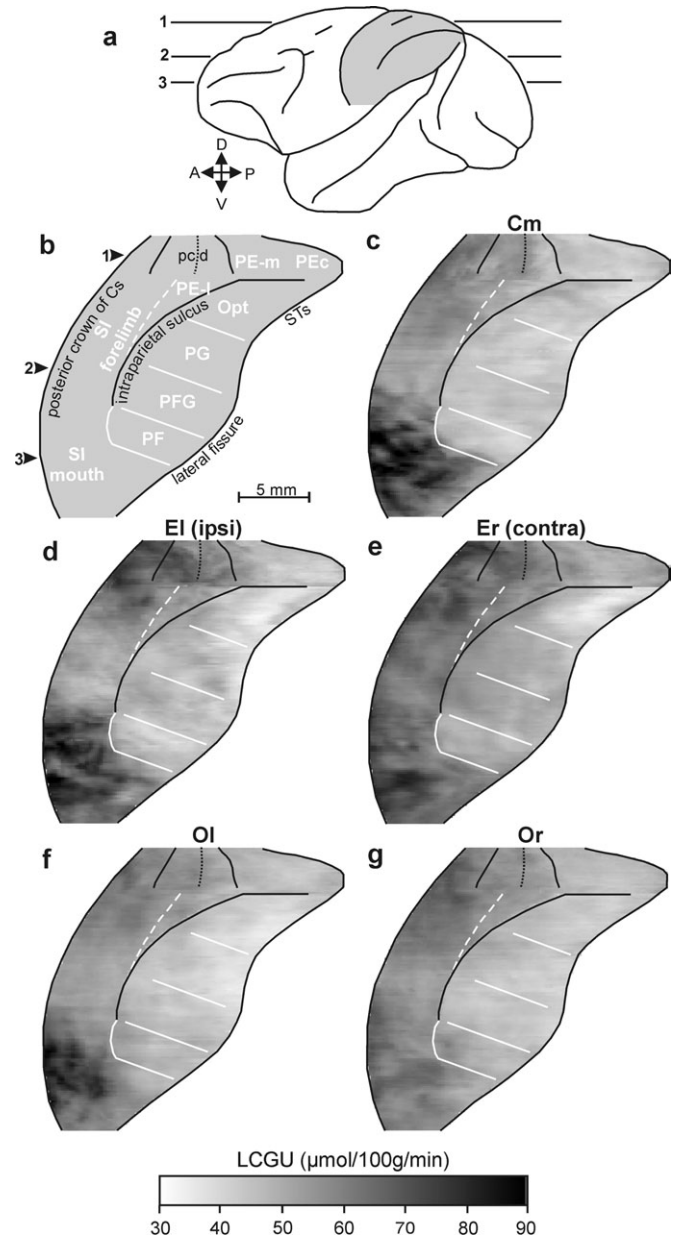 a
1
2
3
D
A P
V
b
1
2
3
posterior crown of Cs
SI forelimb
SI mouth
pcd
PE-m
PEc
PE-l
intraparietal sulcus
Opt
STs
PG
PFG
PF
lateral fissure
5 mm
c
Cm
d
El (ipsi)
e
Er (contra)
f
Ol
g
Or
LCGU (µmol/100g/min)
30 40 50 60 70 80 90